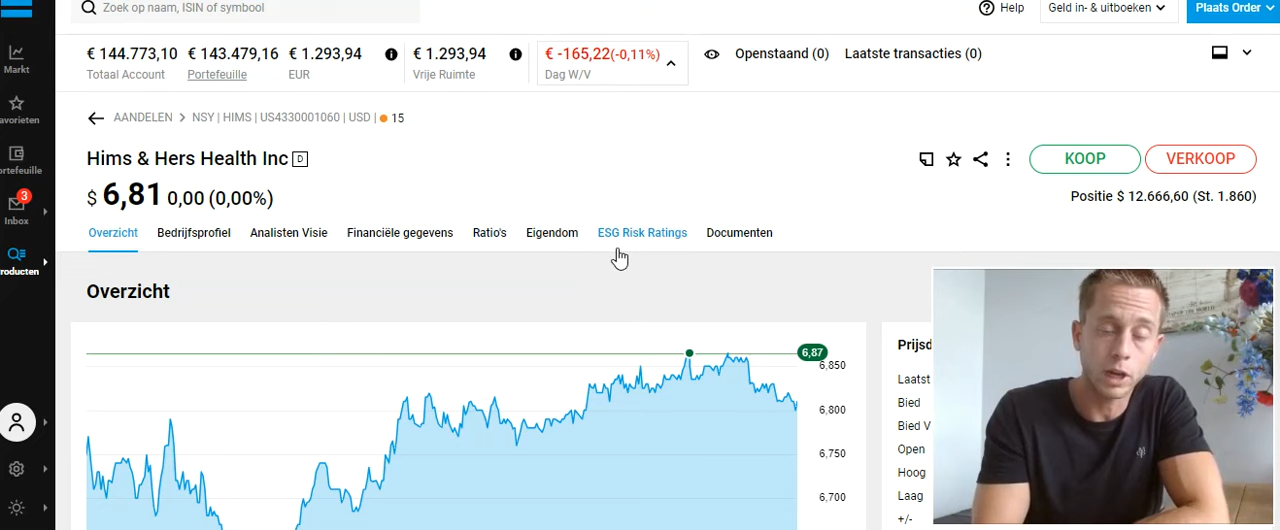 Zoek op naam, ISIN of symbool
Help
Geld in- & uitboeken
Plaats Order
€ 144.773,10 € 143.479,16 € 1.293,94 € 1.293,94 € -165,22(-0,11%) Openstaand (0) Laatste transacties (0)
Totaal Account Portefeuille EUR Vrije Ruimte Dag W/V
Markt
avorieten
ortefeuille
3
Inbox
roducten
AANDELEN > NSY | HIMS | US4330001060 | USD | 15
Hims & Hers Health Inc D
KOOP VERKOOP
$ 6,81 0,00 (0,00%)
Positie $ 12.666,60 (St. 1.860)
Overzicht Bedrijfsprofiel Analisten Visie Financiële gegevens Ratio's Eigendom ESG Risk Ratings Documenten
Overzicht
6,87
6,850
6,800
6,750
6,700
Prijsd
Laatst
Bied
Bied V
Open
Hoog
Laag
+/-